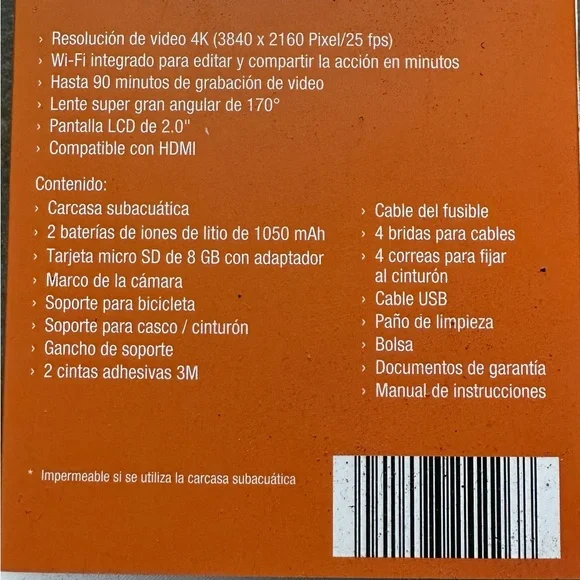 › Resolución de video 4K (3840 x 2160 Pixel/25 fps)
› Wi-Fi integrado para editar y compartir la acción en minutos
› Hasta 90 minutos de grabación de video
› Lente super gran angular de 170°
› Pantalla LCD de 2.0"
› Compatible con HDMI
Contenido:
› Carcasa subacuática
› 2 baterías de iones de litio de 1050 mAh
› Tarjeta micro SD de 8 GB con adaptador
› Marco de la cámara
› Soporte para bicicleta
› Soporte para casco / cinturón
› Gancho de soporte
› 2 cintas adhesivas 3M
› Cable del fusible
› 4 bridas para cables
› 4 correas para fijar
al cinturón
› Cable USB
› Paño de limpieza
› Bolsa
› Documentos de garantía
› Manual de instrucciones
* Impermeable si se utiliza la carcasa subacuática